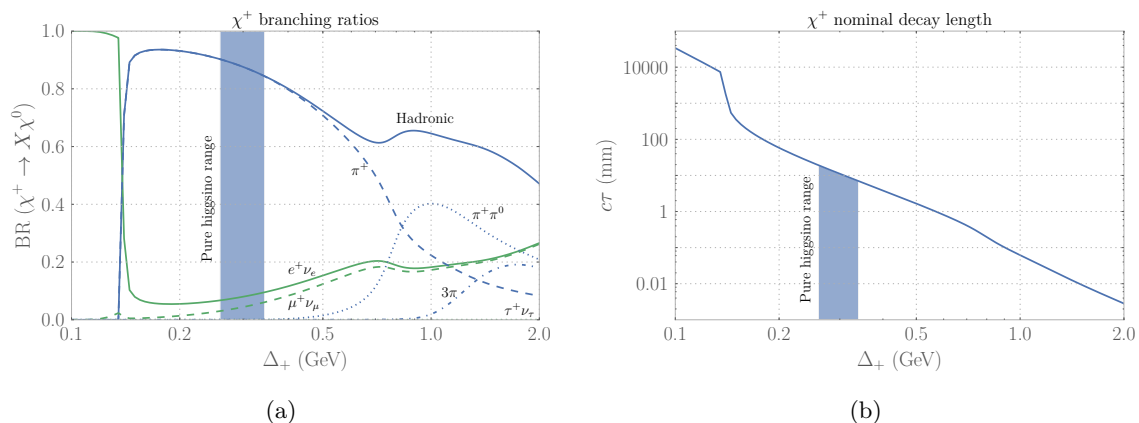 χ⁺ branching ratios
1.0
0.8
0.6
0.4
0.2
0.0
BR (χ⁺ → Xχ⁰)
Pure higgsino range
Hadronic
π⁺
π⁺π⁰
e⁺νₑ
μ⁺ν_μ
3π
τ⁺ν_τ
0.1 0.2 0.5 1.0 2.0
Δ₊ (GeV)
(a)
χ⁺ nominal decay length
10000
100
1
0.01
cτ (mm)
Pure higgsino range
0.1 0.2 0.5 1.0 2.0
Δ₊ (GeV)
(b)